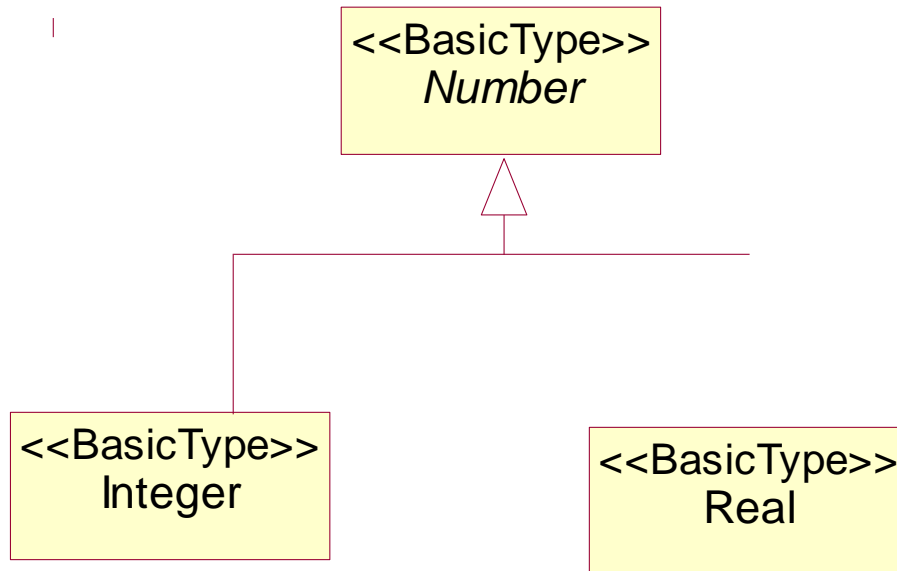 <<BasicType>>
Number
<<BasicType>>
Integer
<<BasicType>>
Real